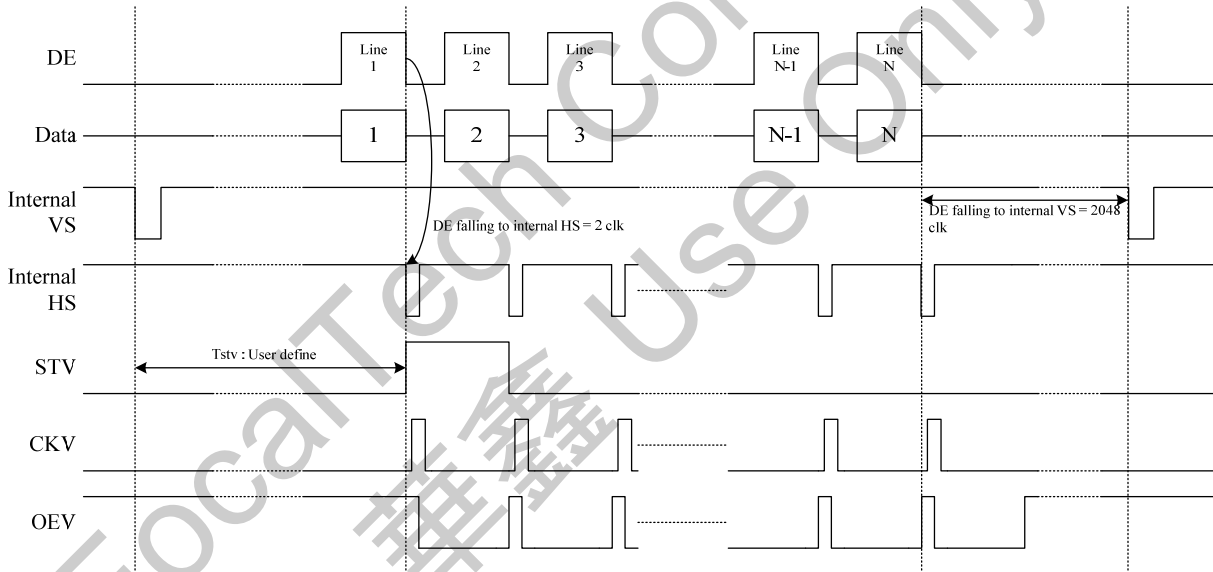 DE
Line
1
Line
2
Line
3
Line
N-1
Line
N
Data
1
2
3
N-1
N
Internal
VS
DE falling to internal HS = 2 clk
DE falling to internal VS = 2048
clk
Internal
HS
STV
Tstv : User define
CKV
OEV
FocalTech Co
華鑫 Use Only